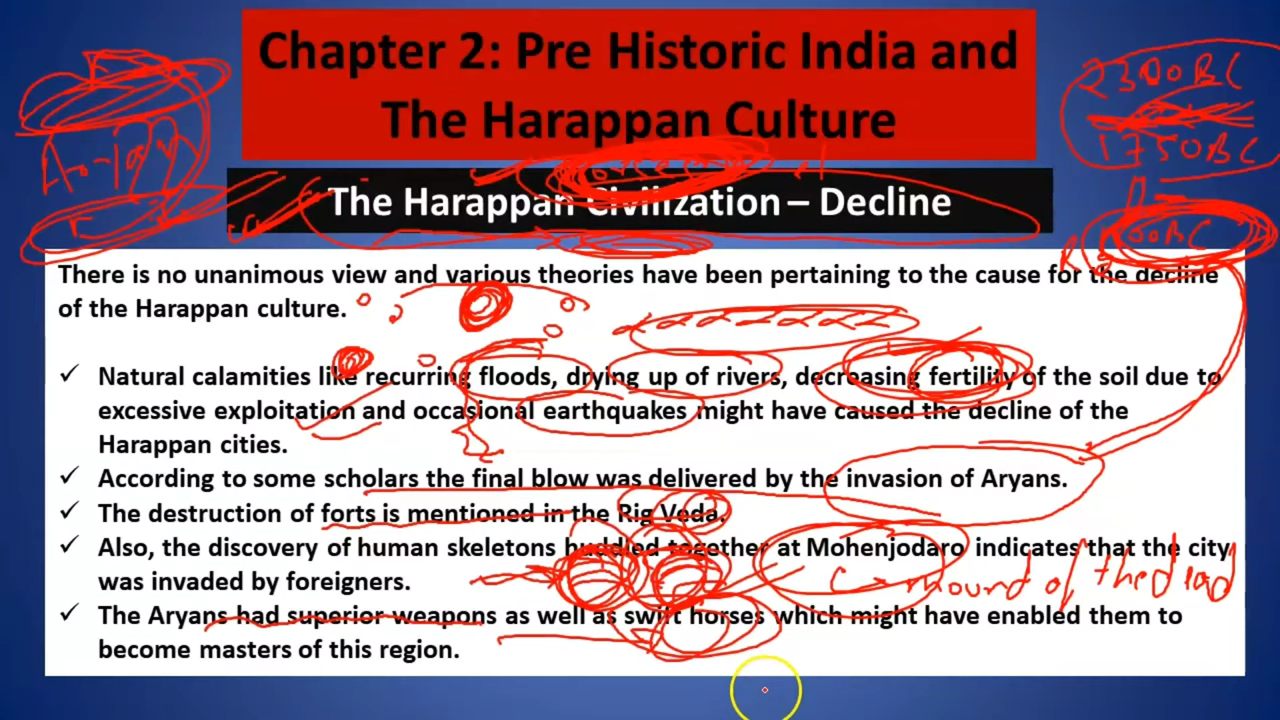 Chapter 2: Pre Historic India and
The Harappan Culture
2300BC
1750BC
The Harappan Civilization – Decline
There is no unanimous view and various theories have been pertaining to the cause for the decline
of the Harappan culture.
✓ Natural calamities like recurring floods, drying up of rivers, decreasing fertility of the soil due to
excessive exploitation and occasional earthquakes might have caused the decline of the
Harappan cities.
✓ According to some scholars the final blow was delivered by the invasion of Aryans.
✓ The destruction of forts is mentioned in the Rig Veda.
✓ Also, the discovery of human skeletons huddled together at Mohenjodaro indicates that the city
was invaded by foreigners.
mound of the dead
✓ The Aryans had superior weapons as well as swift horses which might have enabled them to
become masters of this region.